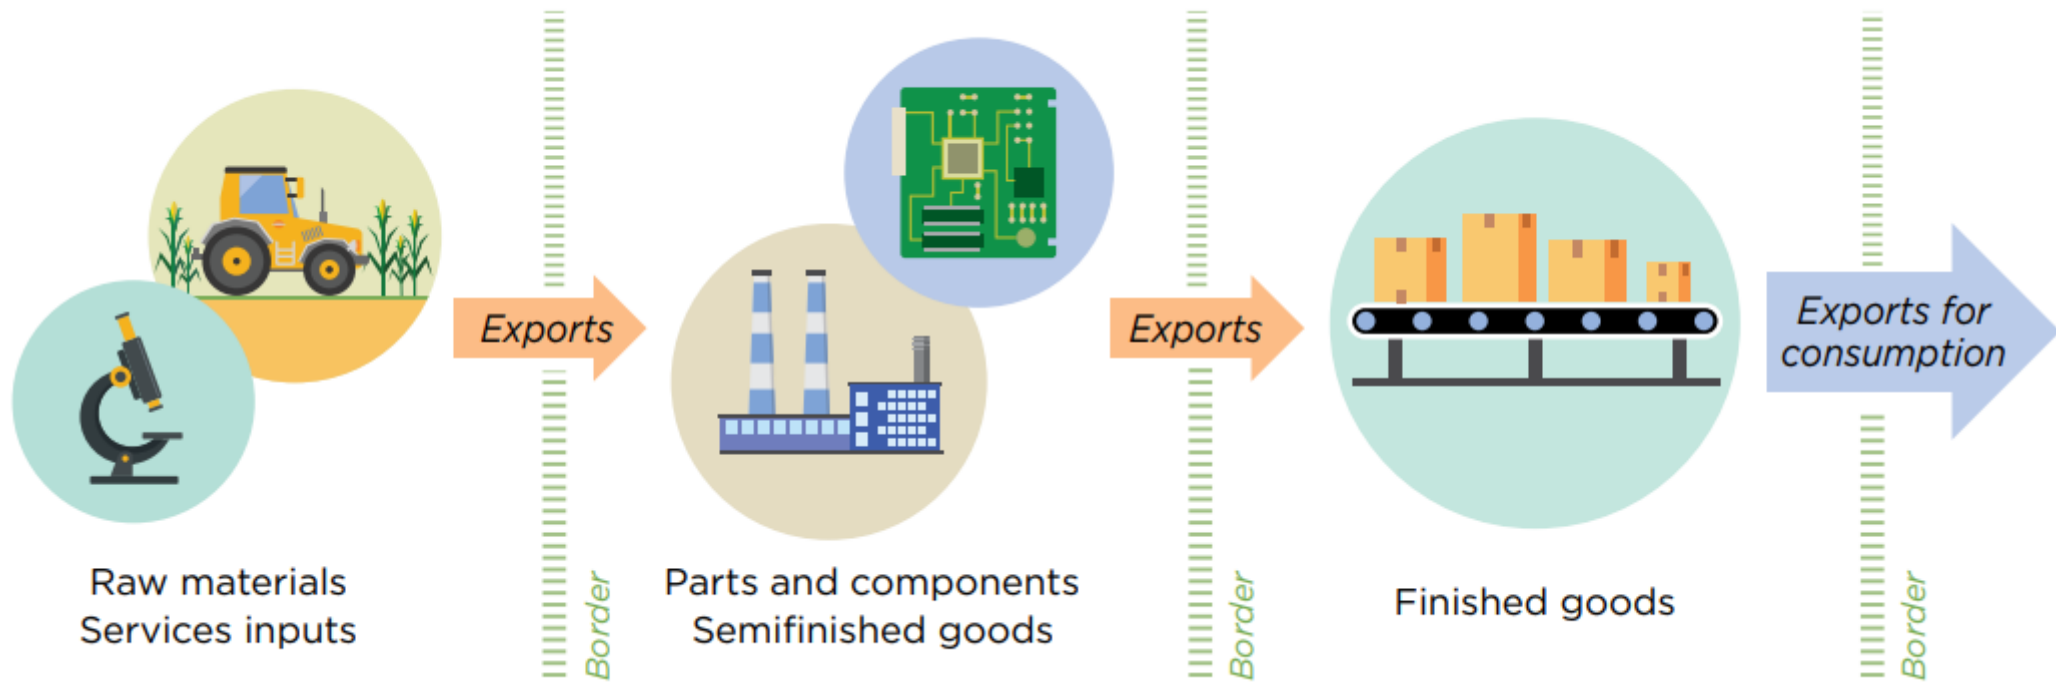 Raw materials
Services inputs
Exports
Border
Parts and components
Semifinished goods
Exports
Border
Finished goods
Exports for
consumption
Border